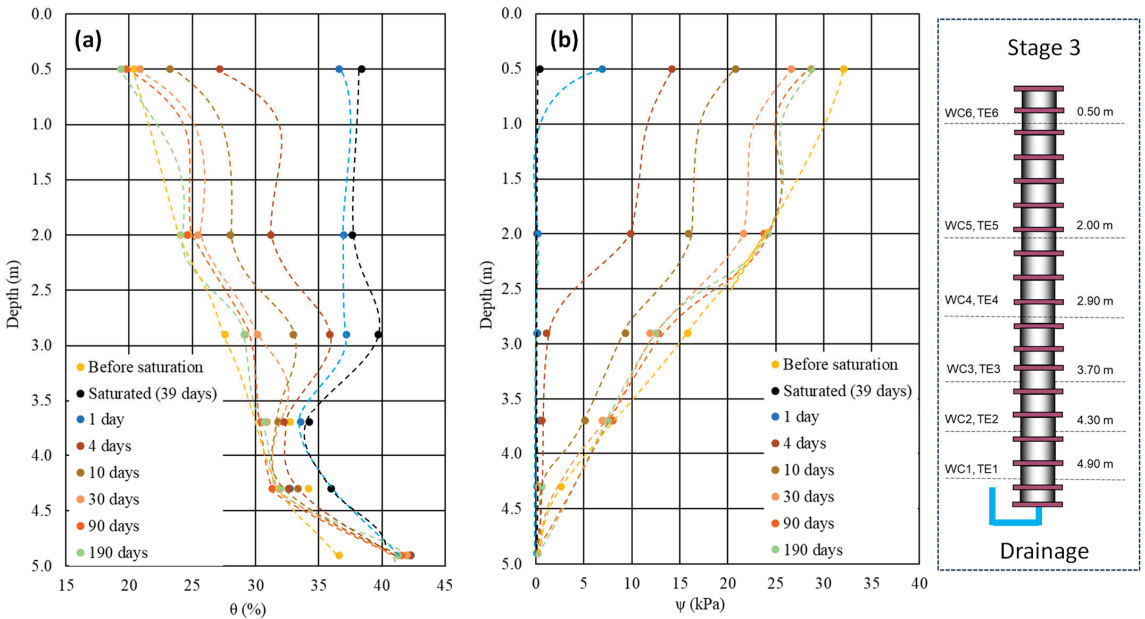 (a)
0.0
0.5
1.0
1.5
2.0
2.5
3.0
3.5
4.0
4.5
5.0
Depth (m)
15
20
25
30
35
40
45
θ (%)
Before saturation
Saturated (39 days)
1 day
4 days
10 days
30 days
90 days
190 days
(b)
0.0
0.5
1.0
1.5
2.0
2.5
3.0
3.5
4.0
4.5
5.0
Depth (m)
0
5
10
15
20
25
30
35
40
ψ (kPa)
Before saturation
Saturated (39 days)
1 day
4 days
10 days
30 days
90 days
190 days
Stage 3
WC6, TE6 0.50 m
WC5, TE5 2.00 m
WC4, TE4 2.90 m
WC3, TE3 3.70 m
WC2, TE2 4.30 m
WC1, TE1 4.90 m
Drainage